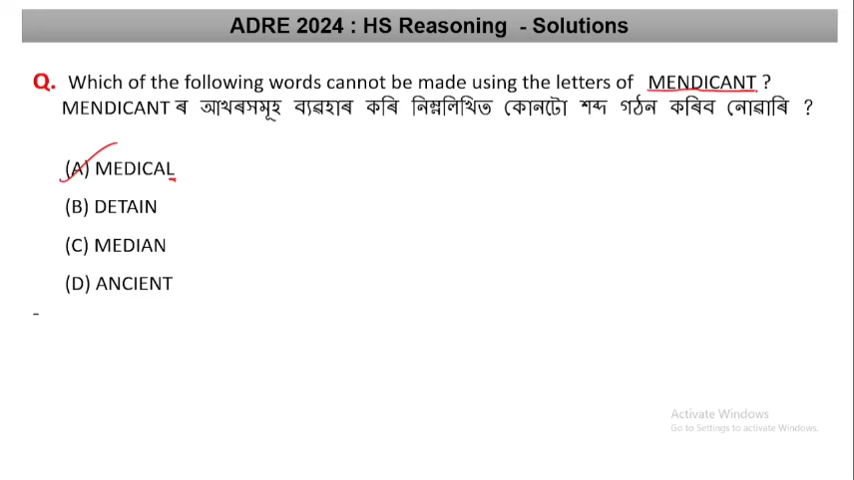 ADRE 2024 : HS Reasoning - Solutions
Q. Which of the following words cannot be made using the letters of MENDICANT ?
MENDICANT ৰ আখৰসমূহ ব্যৱহাৰ কৰি নিম্নলিখিত কোনটো শব্দ গঠন কৰিব নোৱাৰি ?
(A) MEDICAL
(B) DETAIN
(C) MEDIAN
(D) ANCIENT
-
Activate Windows
Go to Settings to activate Windows.